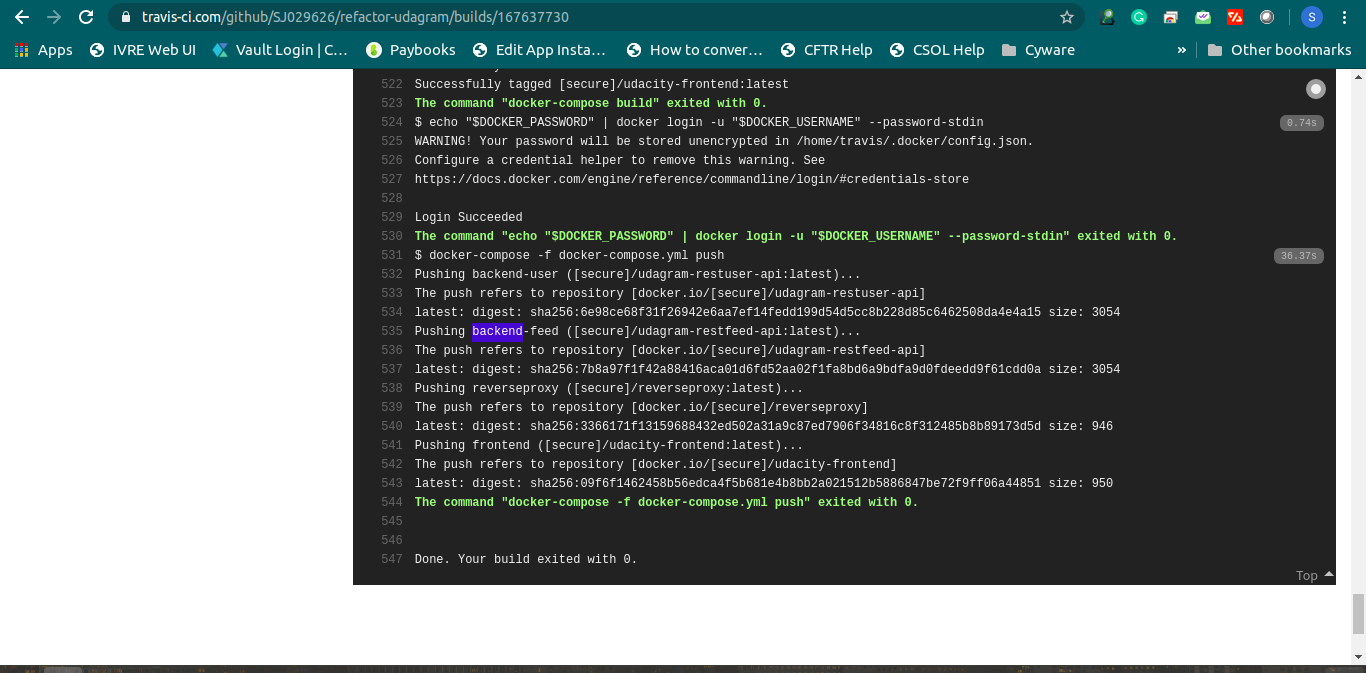 travis-ci.com/github/SJ029626/refactor-udagram/builds/167637730
S
Apps IVRE Web UI Vault Login | C... Paybooks Edit App Insta... How to conver... CFTR Help CSOL Help Cyware » Other bookmarks
522 Successfully tagged [secure]/udacity-frontend:latest
523 The command "docker-compose build" exited with 0.
524 $ echo "$DOCKER_PASSWORD" | docker login -u "$DOCKER_USERNAME" --password-stdin 0.74s
525 WARNING! Your password will be stored unencrypted in /home/travis/.docker/config.json.
526 Configure a credential helper to remove this warning. See
527 https://docs.docker.com/engine/reference/commandline/login/#credentials-store
528
529 Login Succeeded
530 The command "echo "$DOCKER_PASSWORD" | docker login -u "$DOCKER_USERNAME" --password-stdin" exited with 0.
531 $ docker-compose -f docker-compose.yml push 36.37s
532 Pushing backend-user ([secure]/udagram-restuser-api:latest)...
533 The push refers to repository [docker.io/[secure]/udagram-restuser-api]
534 latest: digest: sha256:6e98ce68f31f26942e6aa7ef14fedd199d54d5cc8b228d85c6462508da4e4a15 size: 3054
535 Pushing backend-feed ([secure]/udagram-restfeed-api:latest)...
536 The push refers to repository [docker.io/[secure]/udagram-restfeed-api]
537 latest: digest: sha256:7b8a97f1f42a88416aca01d6fd52aa02f1fa8bd6a9bdfa9d0fdeedd9f61cdd0a size: 3054
538 Pushing reverseproxy ([secure]/reverseproxy:latest)...
539 The push refers to repository [docker.io/[secure]/reverseproxy]
540 latest: digest: sha256:3366171f13159688432ed502a31a9c87ed7906f34816c8f312485b8b89173d5d size: 946
541 Pushing frontend ([secure]/udacity-frontend:latest)...
542 The push refers to repository [docker.io/[secure]/udacity-frontend]
543 latest: digest: sha256:09f6f1462458b56edca4f5b681e4b8bb2a021512b5886847be72f9ff06a44851 size: 950
544 The command "docker-compose -f docker-compose.yml push" exited with 0.
545
546
547 Done. Your build exited with 0.
Top